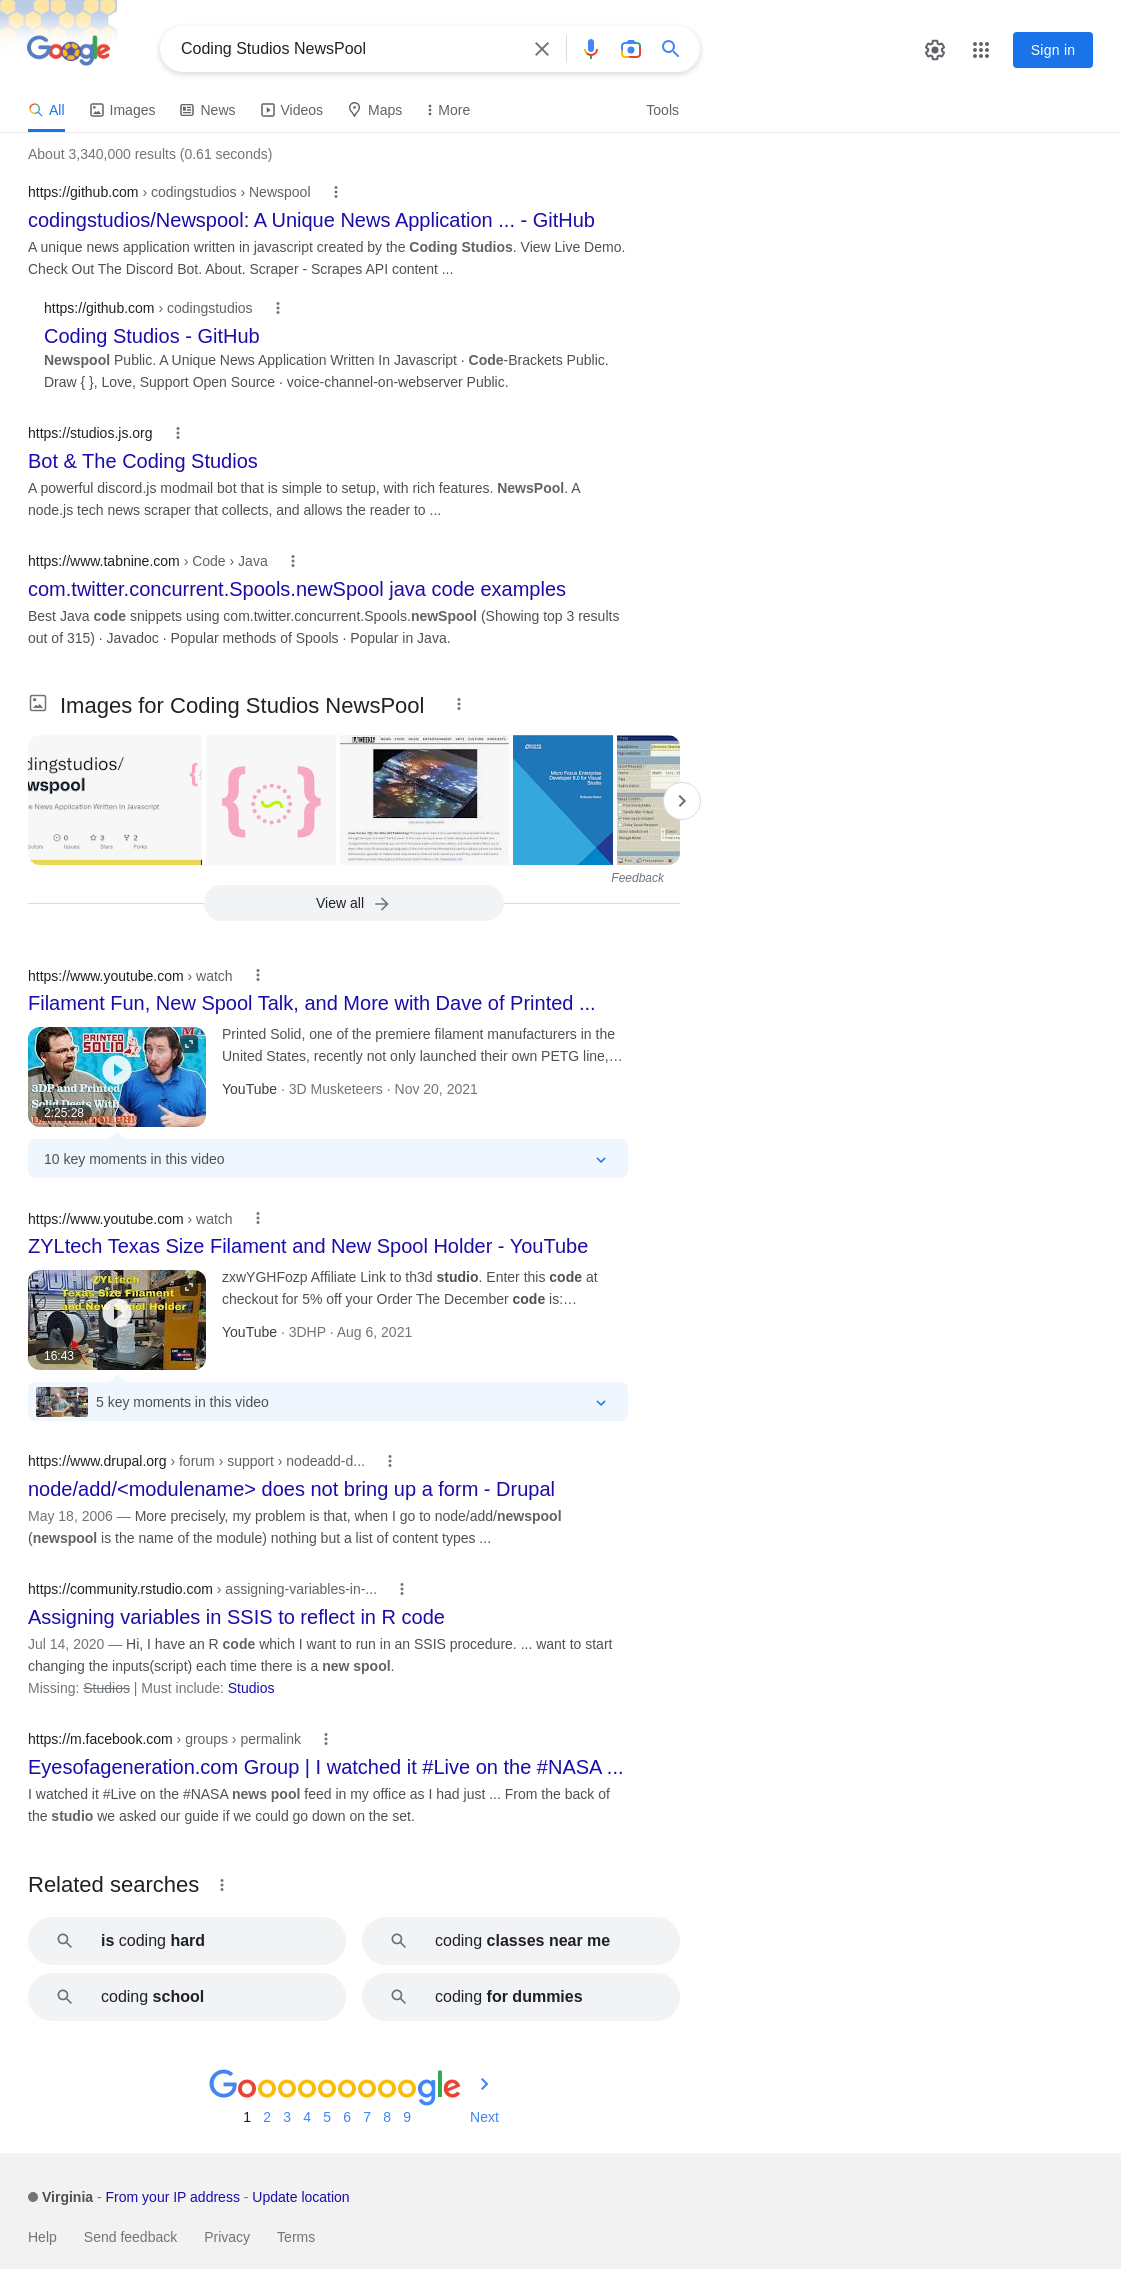 Google
Coding Studios NewsPool
Sign in
All
Images
News
Videos
Maps
More
Tools
About 3,340,000 results (0.61 seconds)
https://github.com › codingstudios › Newspool
codingstudios/Newspool: A Unique News Application ... - GitHub
A unique news application written in javascript created by the Coding Studios. View Live Demo.
Check Out The Discord Bot. About. Scraper - Scrapes API content ...
https://github.com › codingstudios
Coding Studios - GitHub
Newspool Public. A Unique News Application Written In Javascript · Code-Brackets Public.
Draw { }, Love, Support Open Source · voice-channel-on-webserver Public.
https://studios.js.org
Bot & The Coding Studios
A powerful discord.js modmail bot that is simple to setup, with rich features. NewsPool. A
node.js tech news scraper that collects, and allows the reader to ...
https://www.tabnine.com › Code › Java
com.twitter.concurrent.Spools.newSpool java code examples
Best Java code snippets using com.twitter.concurrent.Spools.newSpool (Showing top 3 results
out of 315) · Javadoc · Popular methods of Spools · Popular in Java.
Images for Coding Studios NewsPool
dingstudios/
wspool
e News Application Written In Javascript
0
3
2
utors
Issues
Stars
Forks
Micro Focus Enterprise
Developer 6.0 for Visual
Studio
Feedback
View all
https://www.youtube.com › watch
Filament Fun, New Spool Talk, and More with Dave of Printed ...
PRINTED
SOLID
3DP and Printed
Solid Deets With
2:25:28
Printed Solid, one of the premiere filament manufacturers in the
United States, recently not only launched their own PETG line,…
YouTube · 3D Musketeers · Nov 20, 2021
10 key moments in this video
https://www.youtube.com › watch
ZYLtech Texas Size Filament and New Spool Holder - YouTube
ZYLtech
Texas Size Filament
and New Spool Holder
16:43
zxwYGHFozp Affiliate Link to th3d studio. Enter this code at
checkout for 5% off your Order The December code is:…
YouTube · 3DHP · Aug 6, 2021
5 key moments in this video
https://www.drupal.org › forum › support › nodeadd-d...
node/add/<modulename> does not bring up a form - Drupal
May 18, 2006 — More precisely, my problem is that, when I go to node/add/newspool
(newspool is the name of the module) nothing but a list of content types ...
https://community.rstudio.com › assigning-variables-in-...
Assigning variables in SSIS to reflect in R code
Jul 14, 2020 — Hi, I have an R code which I want to run in an SSIS procedure. ... want to start
changing the inputs(script) each time there is a new spool.
Missing: Studios | Must include: Studios
https://m.facebook.com › groups › permalink
Eyesofageneration.com Group | I watched it #Live on the #NASA ...
I watched it #Live on the #NASA news pool feed in my office as I had just ... From the back of
the studio we asked our guide if we could go down on the set.
Related searches
is coding hard
coding classes near me
coding school
coding for dummies
Goooooooooogle
1 2 3 4 5 6 7 8 9 Next
Virginia - From your IP address - Update location
Help Send feedback Privacy Terms